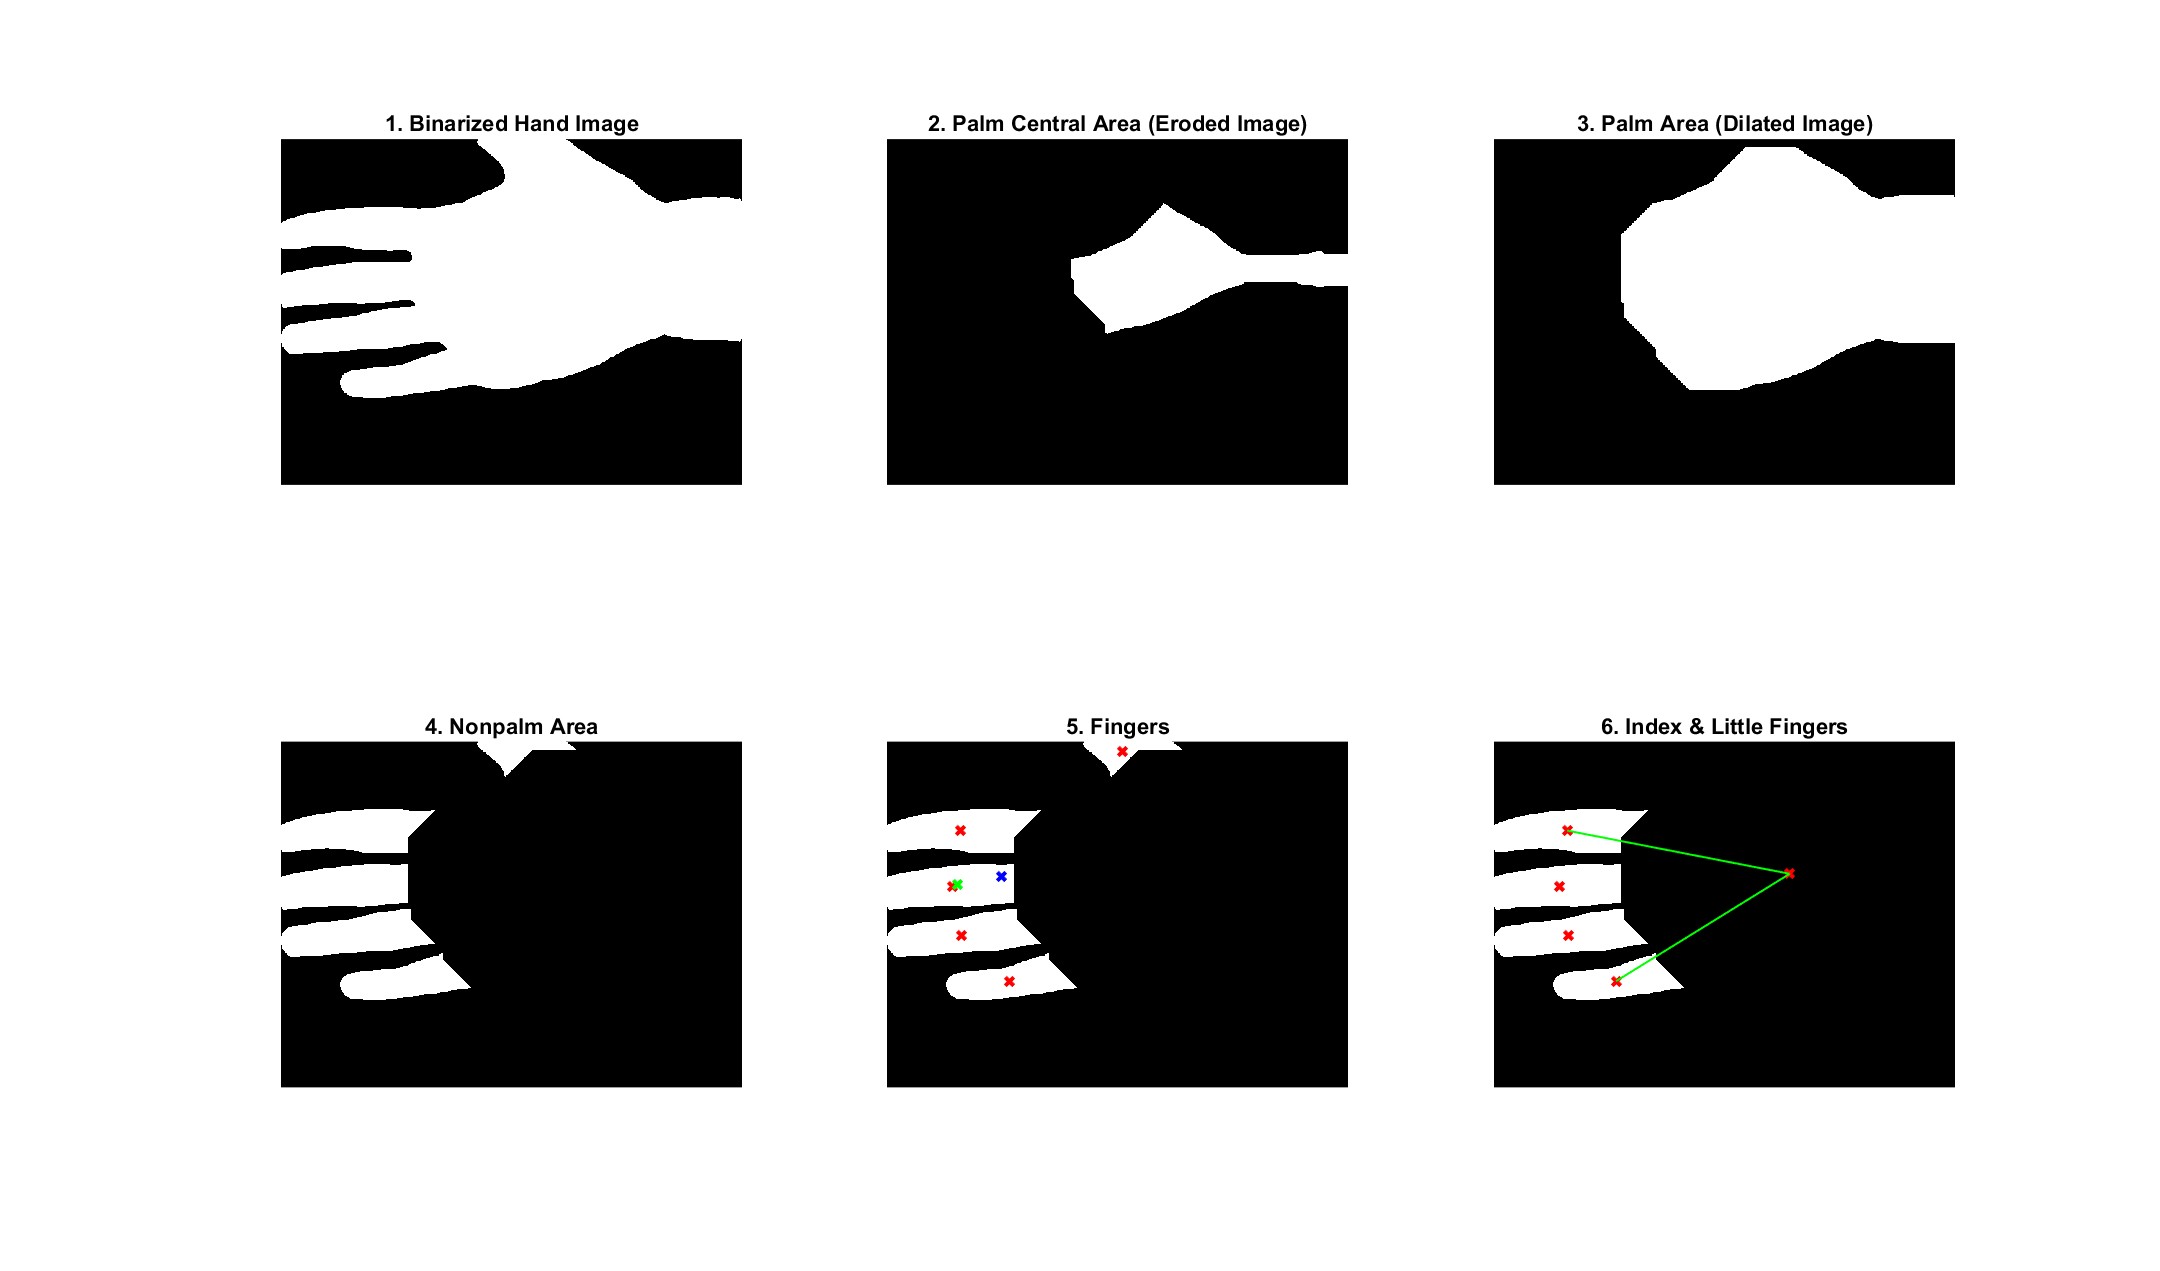 1. Binarized Hand Image
2. Palm Central Area (Eroded Image)
3. Palm Area (Dilated Image)
4. Nonpalm Area
5. Fingers
6. Index & Little Fingers